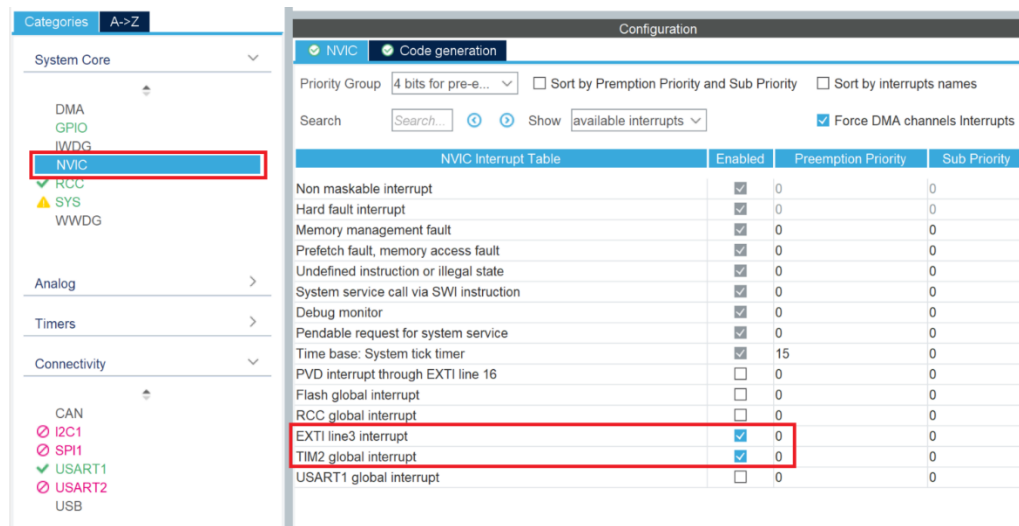 Categories A->Z
System Core
DMA
GPIO
IWDG
NVIC
RCC
SYS
WWDG
Analog
Timers
Connectivity
CAN
I2C1
SPI1
USART1
USART2
USB
Configuration
NVIC Code generation
Priority Group 4 bits for pre-e... Sort by Premption Priority and Sub Priority Sort by interrupts names
Search Search... Show available interrupts Force DMA channels Interrupts
NVIC Interrupt Table Enabled Preemption Priority Sub Priority
Non maskable interrupt 0 0
Hard fault interrupt 0 0
Memory management fault 0 0
Prefetch fault, memory access fault 0 0
Undefined instruction or illegal state 0 0
System service call via SWI instruction 0 0
Debug monitor 0 0
Pendable request for system service 0 0
Time base: System tick timer 15 0
PVD interrupt through EXTI line 16 0 0
Flash global interrupt 0 0
RCC global interrupt 0 0
EXTI line3 interrupt 0 0
TIM2 global interrupt 0 0
USART1 global interrupt 0 0